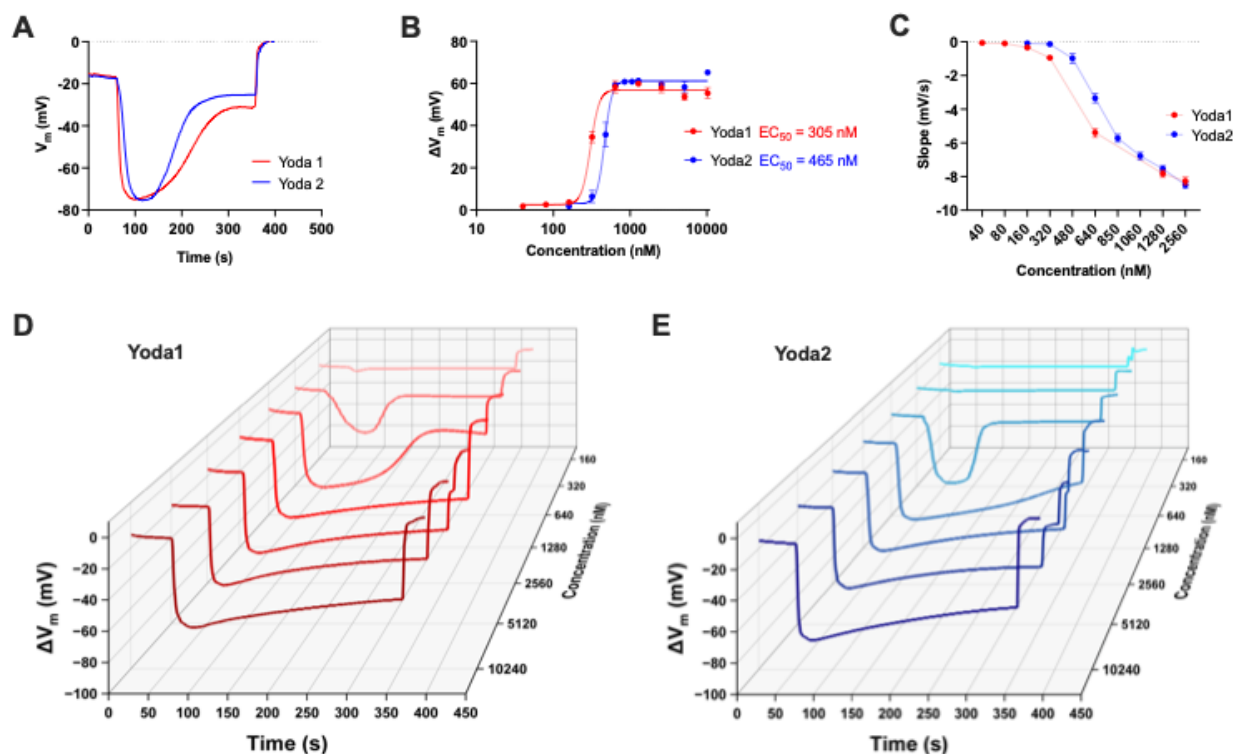 A
0
-20
-40
-60
-80
0 100 200 300 400 500
Vm (mV)
Time (s)
Yoda 1
Yoda 2
B
80
60
40
20
0
10 100 1000 10000
ΔVm (mV)
Concentration (nM)
Yoda1 EC50 = 305 nM
Yoda2 EC50 = 465 nM
C
0
-2
-4
-6
-8
-10
Slope (mV/s)
40 80 160 320 480 640 850 1060 1280 2560
Concentration (nM)
Yoda1
Yoda2
D
Yoda1
0
−20
−40
−60
−80
−100
ΔVm (mV)
0 50 100 150 200 250 300 350 400 450
Time (s)
160
320
640
1280
2560
5120
10240
Concentration (nM)
E
Yoda2
0
−20
−40
−60
−80
−100
ΔVm (mV)
0 50 100 150 200 250 300 350 400 450
Time (s)
160
320
640
1280
2560
5120
10240
Concentration (nM)